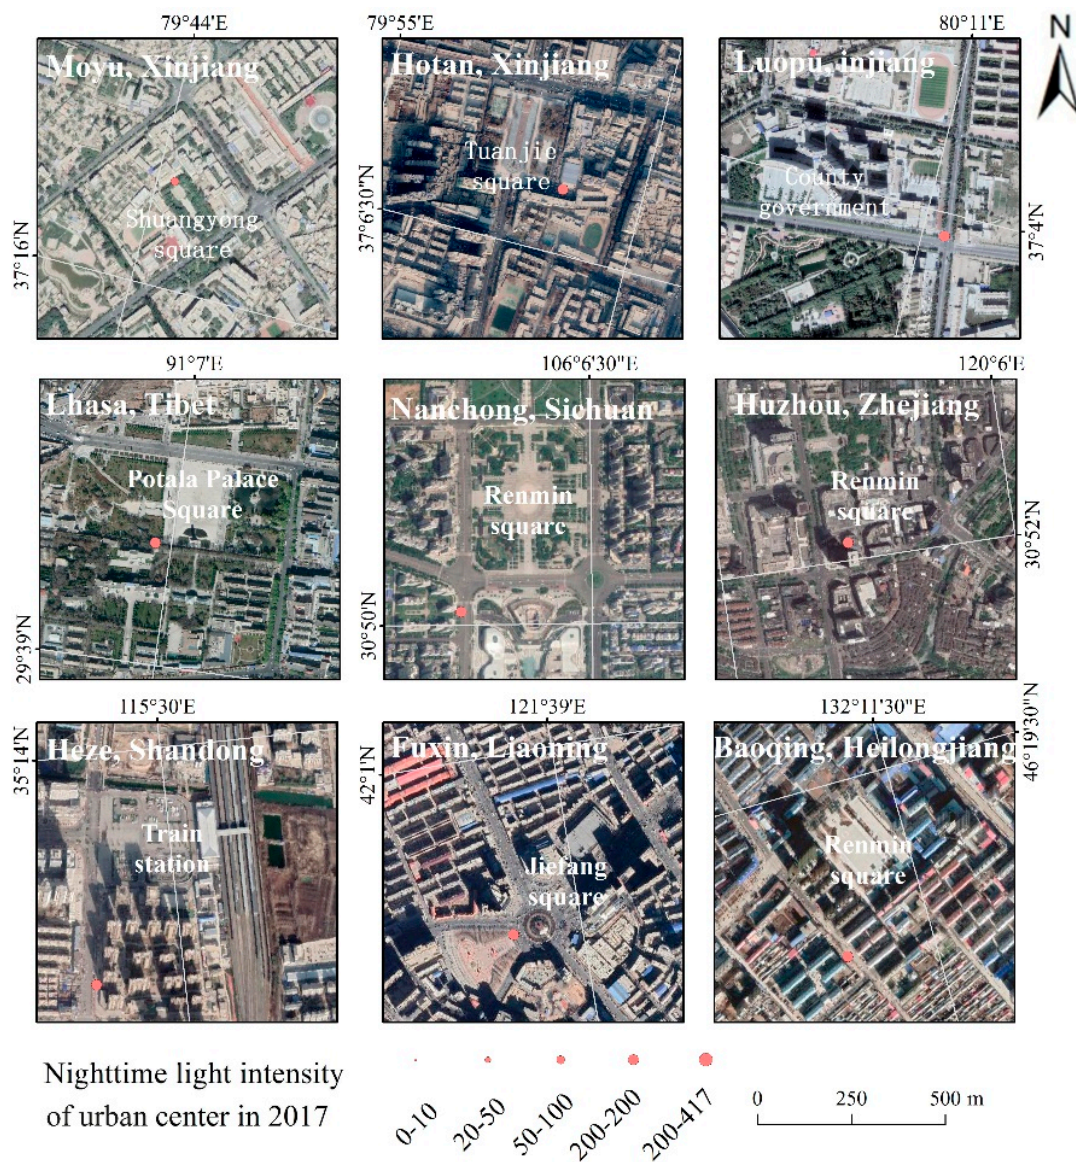 79°44'E
79°55'E
80°11'E
N
Moyu, Xinjiang
Hotan, Xinjiang
Luopu, injiang
Tuanjie
square
County
government
Shuangyong
square
37°16'N
37°6'30"N
37°4'N
91°7'E
106°6'30"E
120°6'E
Lhasa, Tibet
Nanchong, Sichuan
Huzhou, Zhejiang
Potala Palace
Square
Renmin
square
Renmin
square
29°39'N
30°50'N
30°52'N
115°30'E
121°39'E
132°11'30"E
Heze, Shandong
Fuxin, Liaoning
Baoqing, Heilongjiang
Train
station
Jiefang
square
Renmin
square
35°14'N
42°1'N
46°19'30"N
Nighttime light intensity
of urban center in 2017
0-10
20-50
50-100
200-200
200-417
0 250 500 m